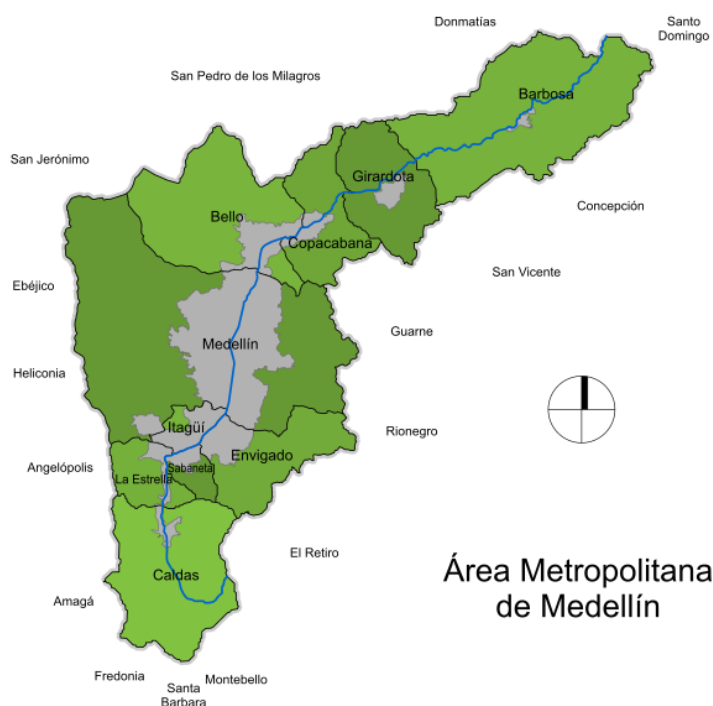 Donmatías
Santo
Domingo
San Pedro de los Milagros
Barbosa
San Jerónimo
Girardota
Concepción
Bello
Copacabana
San Vicente
Ebéjico
Guarne
Medellín
Heliconia
Itagüí
Rionegro
Envigado
Angelópolis
Sabaneta
La Estrella
El Retiro
Caldas
Área Metropolitana
de Medellín
Amagá
Fredonia
Montebello
Santa
Barbara